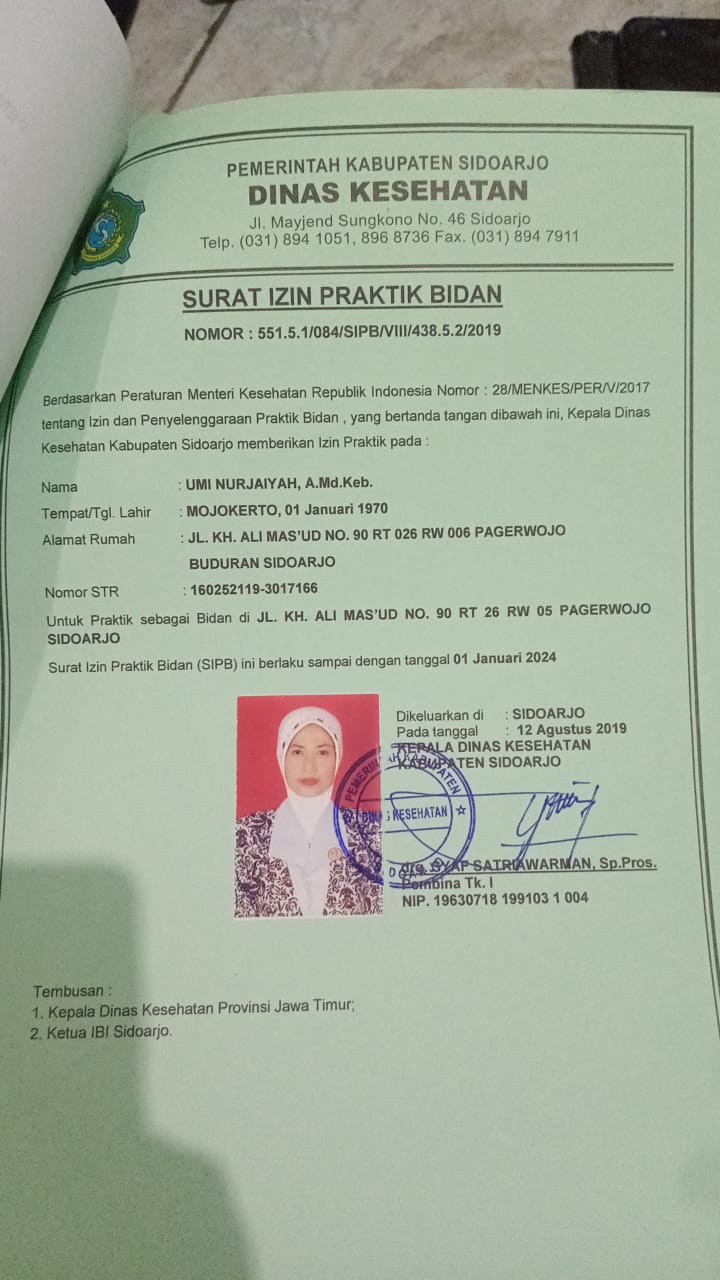 PEMERINTAH KABUPATEN SIDOARJO
DINAS KESEHATAN
Jl. Mayjend Sungkono No. 46 Sidoarjo
Telp. (031) 894 1051, 896 8736 Fax. (031) 894 7911
SURAT IZIN PRAKTIK BIDAN
NOMOR : 551.5.1/084/SIPB/VIII/438.5.2/2019
Berdasarkan Peraturan Menteri Kesehatan Republik Indonesia Nomor : 28/MENKES/PER/V/2017
tentang Izin dan Penyelenggaraan Praktik Bidan , yang bertanda tangan dibawah ini, Kepala Dinas
Kesehatan Kabupaten Sidoarjo memberikan Izin Praktik pada :
Nama : UMI NURJAIYAH, A.Md.Keb.
Tempat/Tgl. Lahir : MOJOKERTO, 01 Januari 1970
Alamat Rumah : JL. KH. ALI MAS'UD NO. 90 RT 026 RW 006 PAGERWOJO
BUDURAN SIDOARJO
Nomor STR : 160252119-3017166
Untuk Praktik sebagai Bidan di JL. KH. ALI MAS'UD NO. 90 RT 26 RW 05 PAGERWOJO
SIDOARJO
Surat Izin Praktik Bidan (SIPB) ini berlaku sampai dengan tanggal 01 Januari 2024
Dikeluarkan di : SIDOARJO
Pada tanggal : 12 Agustus 2019
KEPALA DINAS KESEHATAN
KABUPATEN SIDOARJO
KESEHATAN
SATRIAWARMAN, Sp.Pros.
Pembina Tk. I
NIP. 19630718 199103 1 004
Tembusan :
1. Kepala Dinas Kesehatan Provinsi Jawa Timur;
2. Ketua IBI Sidoarjo.